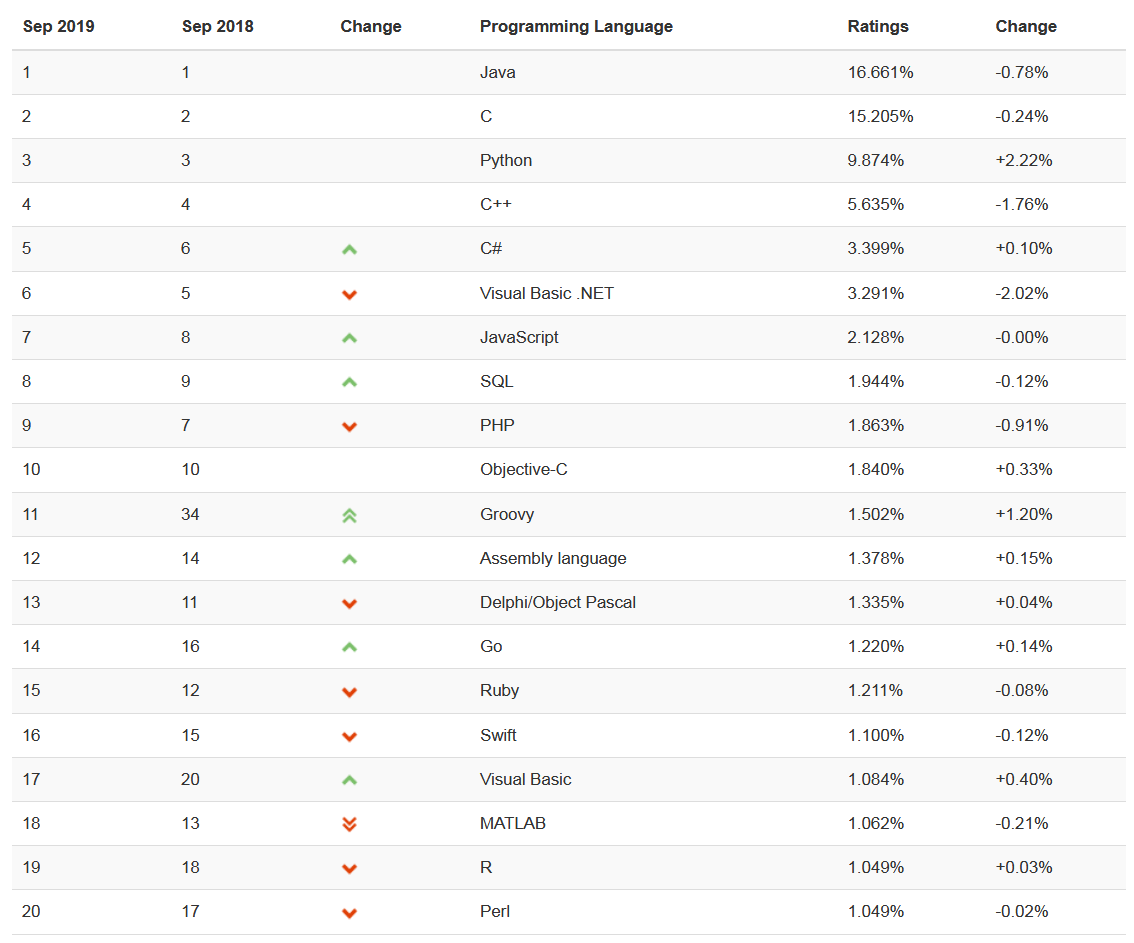 Sep 2019 Sep 2018 Change Programming Language Ratings Change
1 1 Java 16.661% -0.78%
2 2 C 15.205% -0.24%
3 3 Python 9.874% +2.22%
4 4 C++ 5.635% -1.76%
5 6 C# 3.399% +0.10%
6 5 Visual Basic .NET 3.291% -2.02%
7 8 JavaScript 2.128% -0.00%
8 9 SQL 1.944% -0.12%
9 7 PHP 1.863% -0.91%
10 10 Objective-C 1.840% +0.33%
11 34 Groovy 1.502% +1.20%
12 14 Assembly language 1.378% +0.15%
13 11 Delphi/Object Pascal 1.335% +0.04%
14 16 Go 1.220% +0.14%
15 12 Ruby 1.211% -0.08%
16 15 Swift 1.100% -0.12%
17 20 Visual Basic 1.084% +0.40%
18 13 MATLAB 1.062% -0.21%
19 18 R 1.049% +0.03%
20 17 Perl 1.049% -0.02%